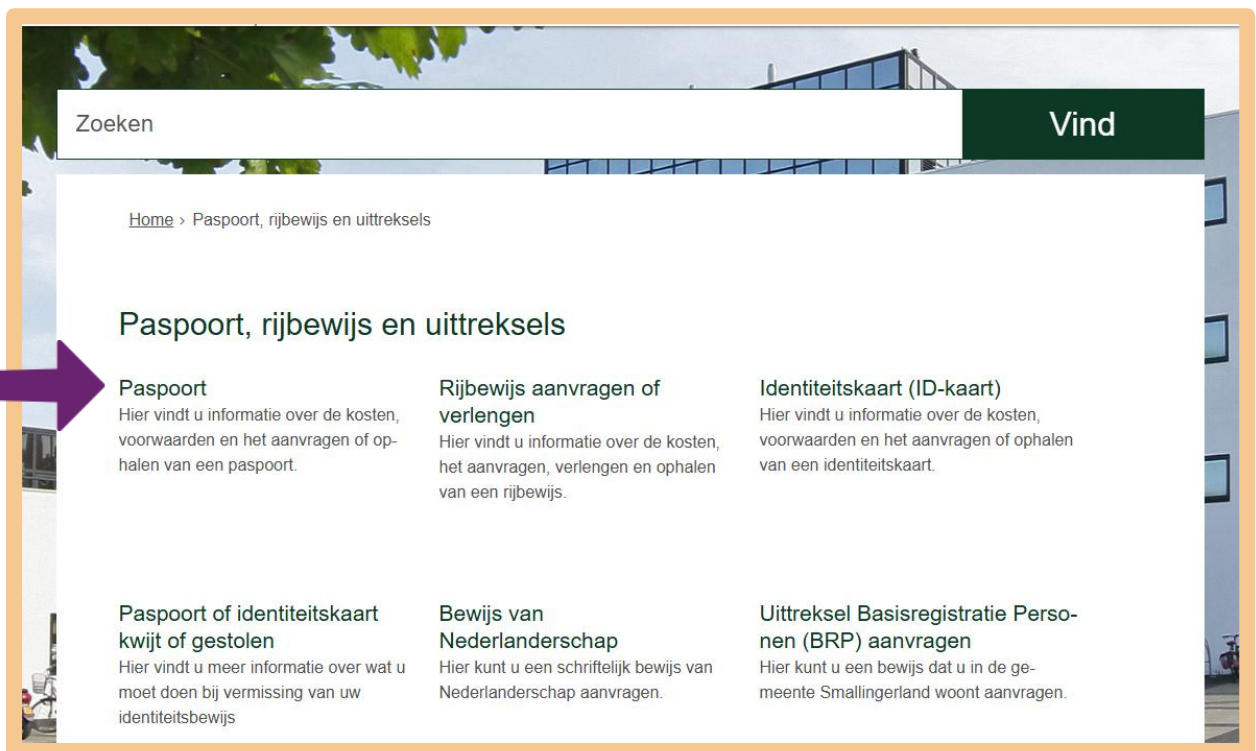 Zoeken
Vind
Home › Paspoort, rijbewijs en uittreksels
Paspoort, rijbewijs en uittreksels
Paspoort
Hier vindt u informatie over de kosten,
voorwaarden en het aanvragen of op-
halen van een paspoort.
Rijbewijs aanvragen of
verlengen
Hier vindt u informatie over de kosten,
het aanvragen, verlengen en ophalen
van een rijbewijs.
Identiteitskaart (ID-kaart)
Hier vindt u informatie over de kosten,
voorwaarden en het aanvragen of ophalen
van een identiteitskaart.
Paspoort of identiteitskaart
kwijt of gestolen
Hier vindt u meer informatie over wat u
moet doen bij vermissing van uw
identiteitsbewijs
Bewijs van
Nederlanderschap
Hier kunt u een schriftelijk bewijs van
Nederlanderschap aanvragen.
Uittreksel Basisregistratie Perso-
nen (BRP) aanvragen
Hier kunt u een bewijs dat u in de ge-
meente Smallingerland woont aanvragen.